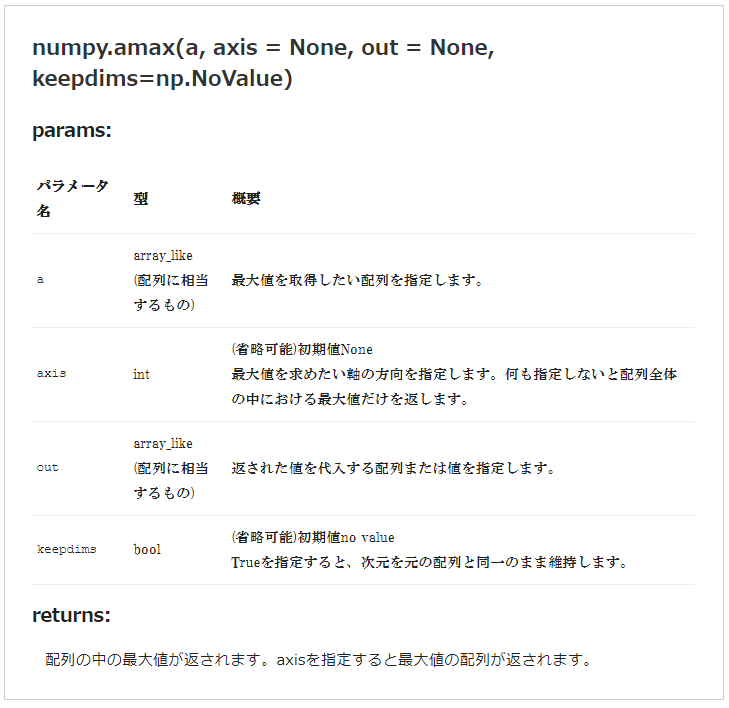 numpy.amax(a, axis = None, out = None,
keepdims=np.NoValue)
params:
パラメータ
名
型
概要
a
array_like
(配列に相当
するもの)
最大値を取得したい配列を指定します。
axis
int
(省略可能)初期値None
最大値を求めたい軸の方向を指定します。何も指定しないと配列全体
の中における最大値だけを返します。
out
array_like
(配列に相当
するもの)
返された値を代入する配列または値を指定します。
keepdims
bool
(省略可能)初期値no value
Trueを指定すると、次元を元の配列と同一のまま維持します。
returns:
配列の中の最大値が返されます。axisを指定すると最大値の配列が返されます。